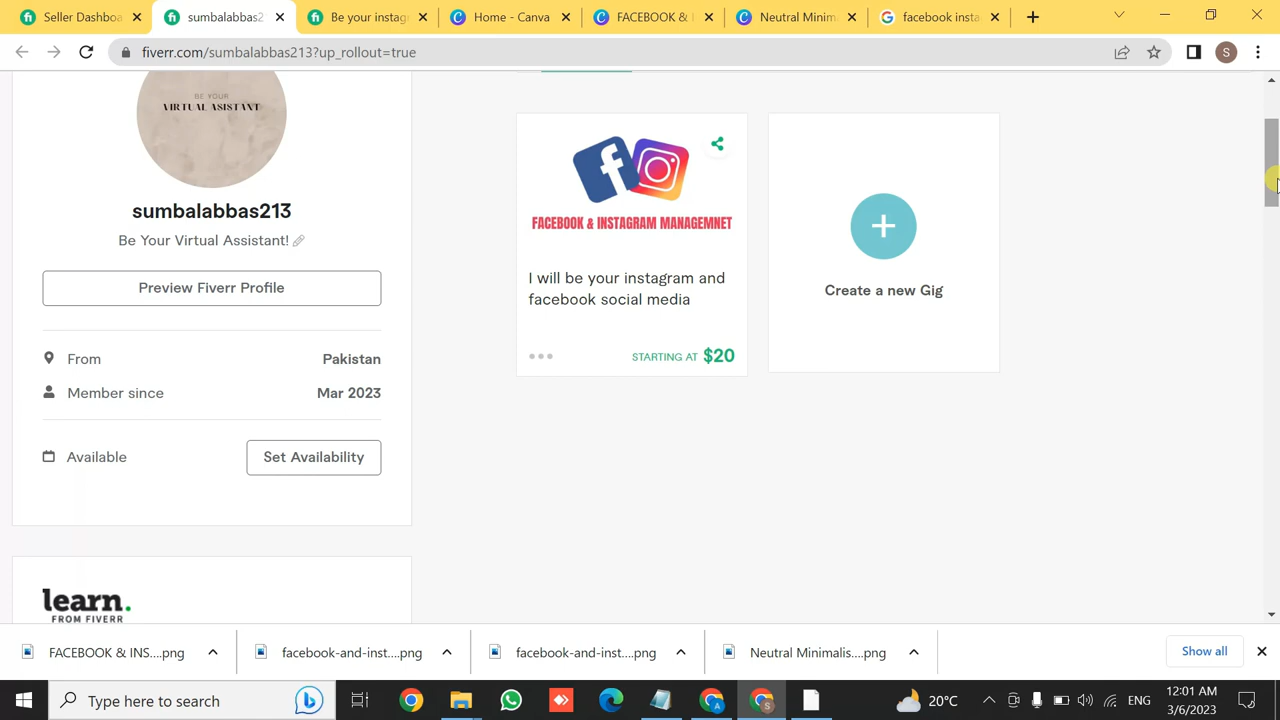 Seller Dashboa
sumbalabbas2
Be your instag
Home - Canva
FACEBOOK & I
Neutral Minim
facebook insta
fiverr.com/sumbalabbas213?up_rollout=true
S
BE YOUR
VIRTUAL ASISTANT
sumbalabbas213
Be Your Virtual Assistant!
Preview Fiverr Profile
From
Pakistan
Member since
Mar 2023
Available
Set Availability
learn.
FROM FIVERR
FACEBOOK & INSTAGRAM MANAGEMNET
I will be your instagram and
facebook social media
STARTING AT $20
Create a new Gig
FACEBOOK & INS....png
facebook-and-inst....png
facebook-and-inst....png
Neutral Minimalis....png
Show all
Type here to search
20°C
ENG
12:01 AM
3/6/2023